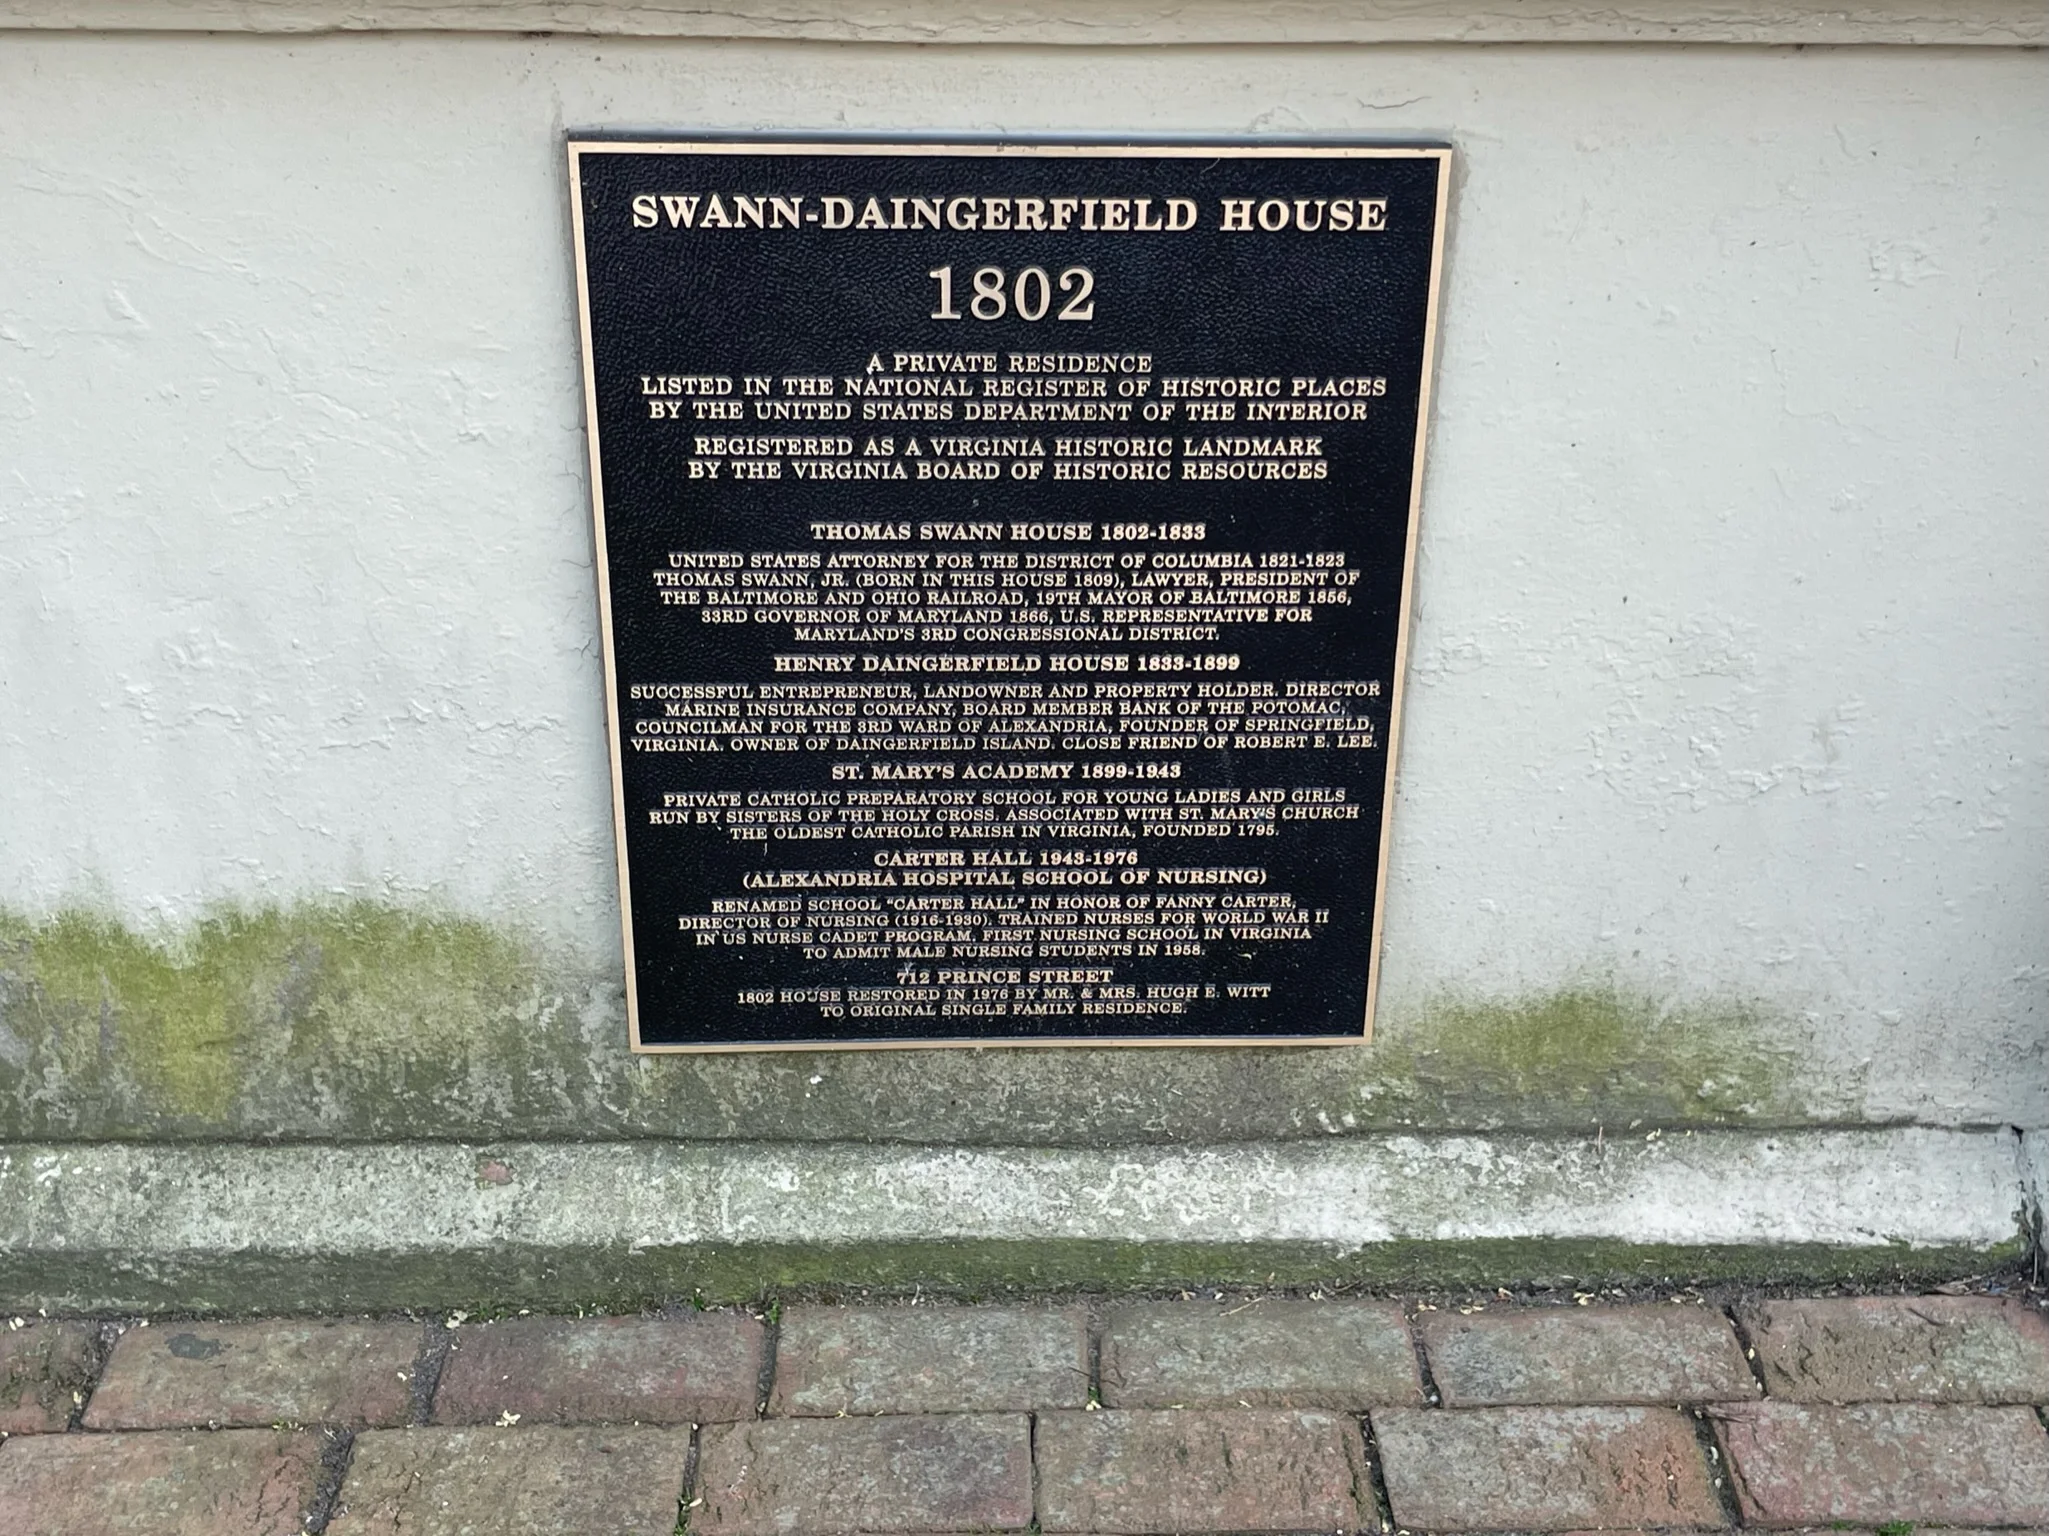 SWANN-DAINGERFIELD HOUSE
1802
A PRIVATE RESIDENCE
LISTED IN THE NATIONAL REGISTER OF HISTORIC PLACES
BY THE UNITED STATES DEPARTMENT OF THE INTERIOR
REGISTERED AS A VIRGINIA HISTORIC LANDMARK
BY THE VIRGINIA BOARD OF HISTORIC RESOURCES
THOMAS SWANN HOUSE 1802-1833
UNITED STATES ATTORNEY FOR THE DISTRICT OF COLUMBIA 1821-1823
THOMAS SWANN, JR. (BORN IN THIS HOUSE 1809), LAWYER, PRESIDENT OF
THE BALTIMORE AND OHIO RAILROAD, 19TH MAYOR OF BALTIMORE 1856,
33RD GOVERNOR OF MARYLAND 1866, U.S. REPRESENTATIVE FOR
MARYLAND'S 3RD CONGRESSIONAL DISTRICT.
HENRY DAINGERFIELD HOUSE 1833-1899
SUCCESSFUL ENTREPRENEUR, LANDOWNER AND PROPERTY HOLDER. DIRECTOR
MARINE INSURANCE COMPANY, BOARD MEMBER BANK OF THE POTOMAC,
COUNCILMAN FOR THE 3RD WARD OF ALEXANDRIA, FOUNDER OF SPRINGFIELD,
VIRGINIA. OWNER OF DAINGERFIELD ISLAND. CLOSE FRIEND OF ROBERT E. LEE.
ST. MARY'S ACADEMY 1899-1943
PRIVATE CATHOLIC PREPARATORY SCHOOL FOR YOUNG LADIES AND GIRLS
RUN BY SISTERS OF THE HOLY CROSS. ASSOCIATED WITH ST. MARY'S CHURCH
THE OLDEST CATHOLIC PARISH IN VIRGINIA, FOUNDED 1795.
CARTER HALL 1943-1976
(ALEXANDRIA HOSPITAL SCHOOL OF NURSING)
RENAMED SCHOOL "CARTER HALL" IN HONOR OF FANNY CARTER,
DIRECTOR OF NURSING (1916-1930). TRAINED NURSES FOR WORLD WAR II
IN US NURSE CADET PROGRAM. FIRST NURSING SCHOOL IN VIRGINIA
TO ADMIT MALE NURSING STUDENTS IN 1958.
712 PRINCE STREET
1802 HOUSE RESTORED IN 1976 BY MR. & MRS. HUGH E. WITT
TO ORIGINAL SINGLE FAMILY RESIDENCE.